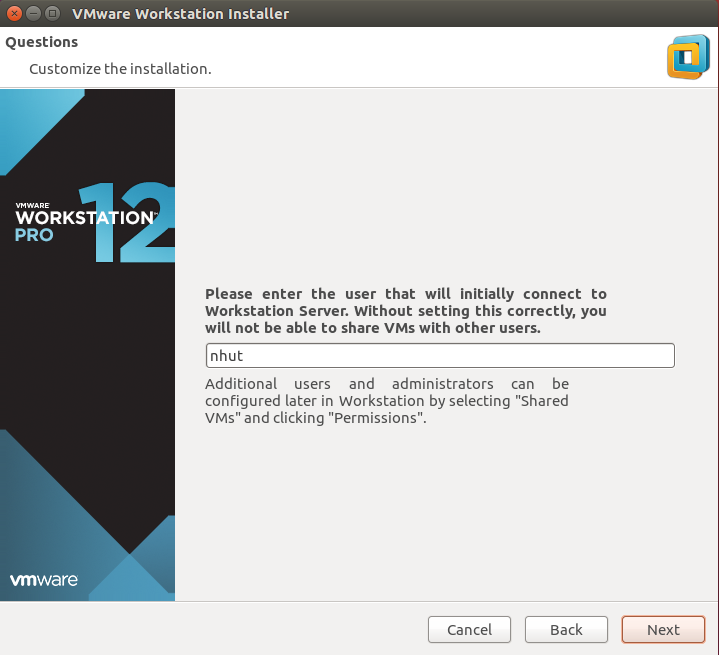 VMware Workstation Installer
Questions
Customize the installation.
VMWARE
WORKSTATION™
PRO
12
Please enter the user that will initially connect to
Workstation Server. Without setting this correctly, you
will not be able to share VMs with other users.
nhut
Additional users and administrators can be
configured later in Workstation by selecting "Shared
VMs" and clicking "Permissions".
vmware
Cancel
Back
Next